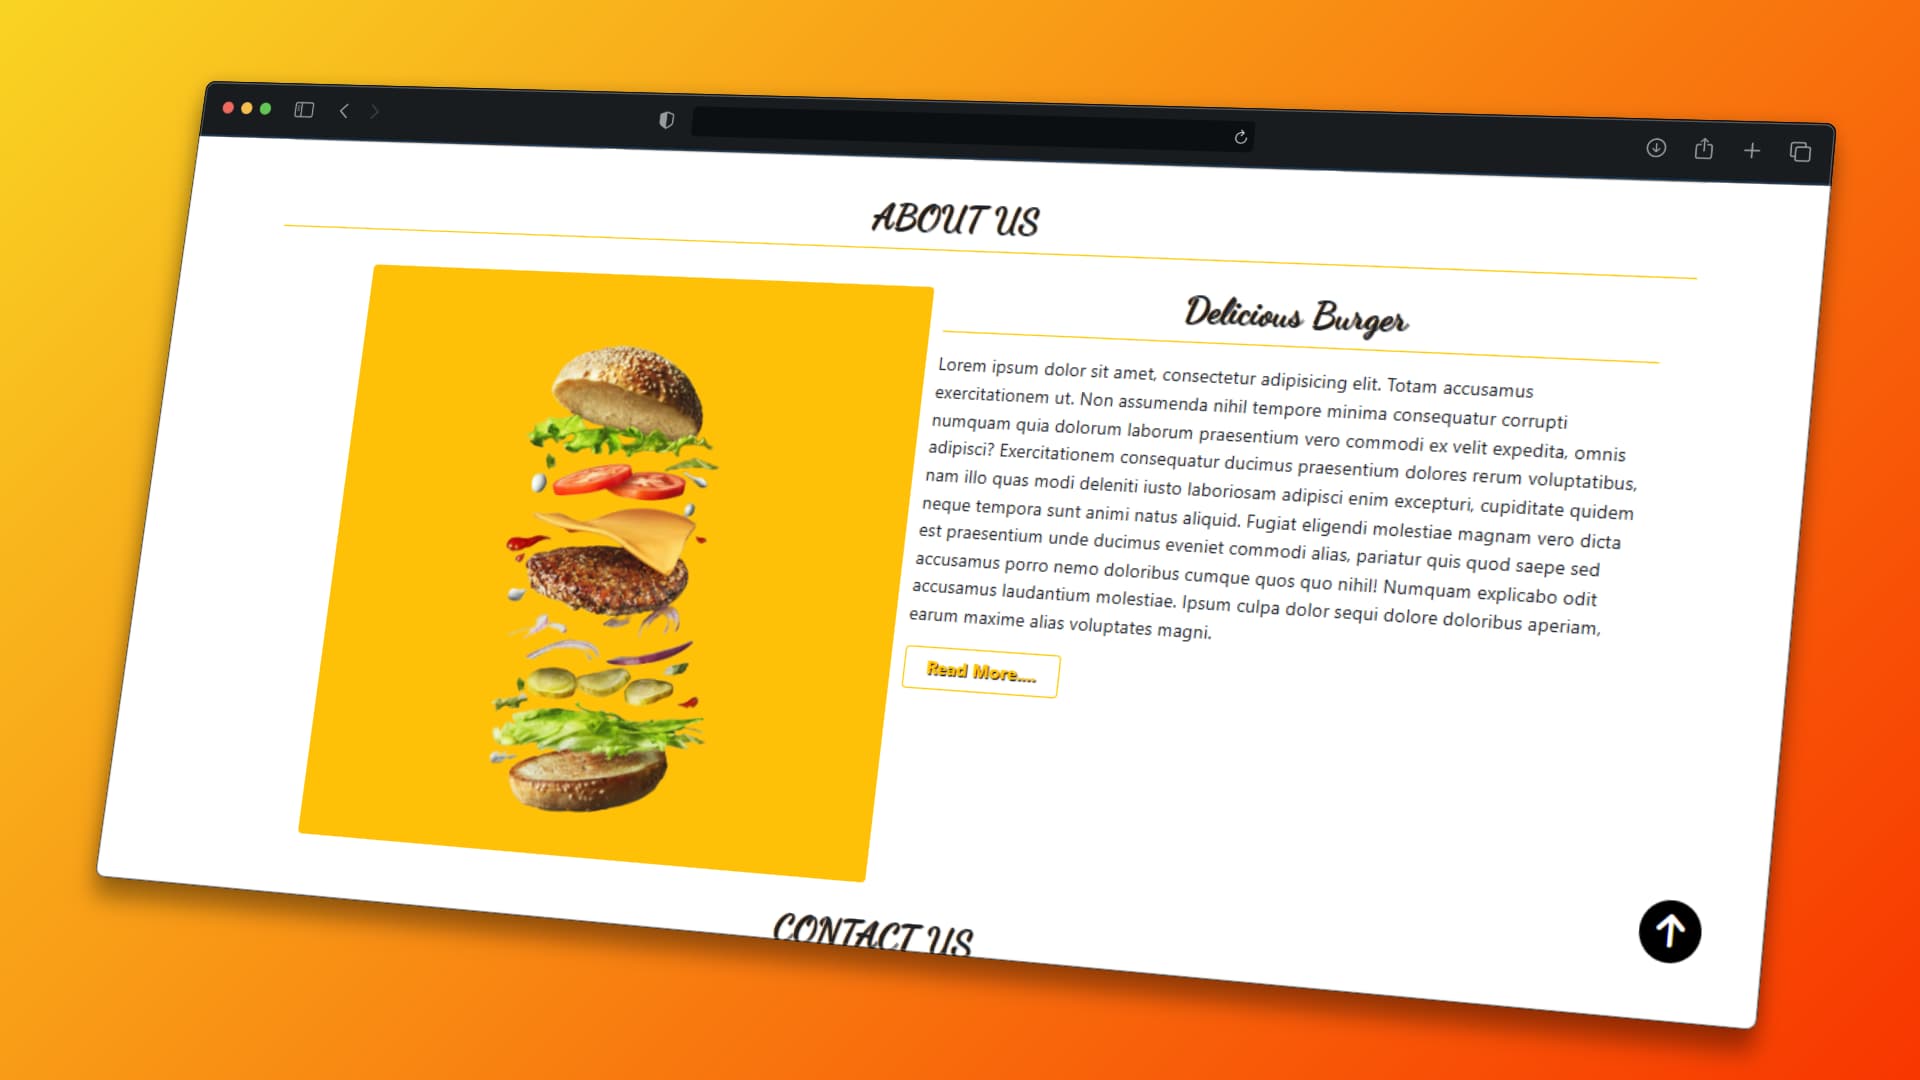 ABOUT US
Delicious Burger
Lorem ipsum dolor sit amet, consectetur adipisicing elit. Totam accusamus
exercitationem ut. Non assumenda nihil tempore minima consequatur corrupti
numquam quia dolorum laborum praesentium vero commodi ex velit expedita, omnis
adipisci? Exercitationem consequatur ducimus praesentium dolores rerum voluptatibus,
nam illo quas modi deleniti iusto laboriosam adipisci enim excepturi, cupiditate quidem
neque tempora sunt animi natus aliquid. Fugiat eligendi molestiae magnam vero dicta
est praesentium unde ducimus eveniet commodi alias, pariatur quis quod saepe sed
accusamus porro nemo doloribus cumque quos quo nihil! Numquam explicabo odit
accusamus laudantium molestiae. Ipsum culpa dolor sequi dolore doloribus aperiam,
earum maxime alias voluptates magni.
Read More....
CONTACT US